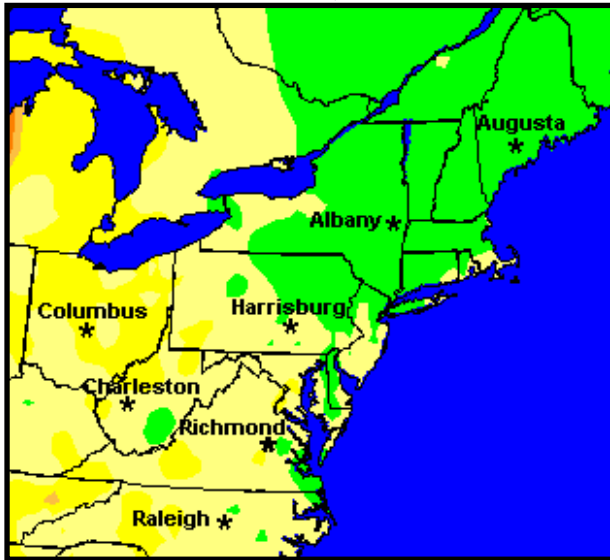 Augusta
Albany
Columbus
Harrisburg
Charleston
Richmond
Raleigh